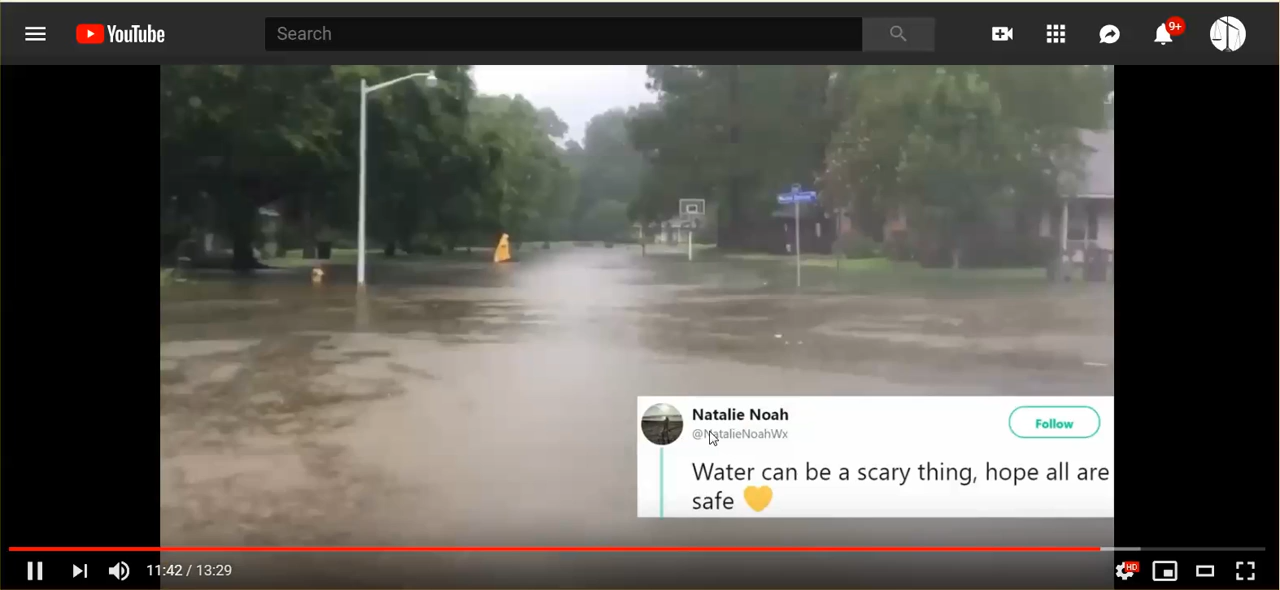 YouTube
Search
9+
Natalie Noah
@NatalieNoahWx
Follow
Water can be a scary thing, hope all are
safe 💛
11:42 / 13:29
HD